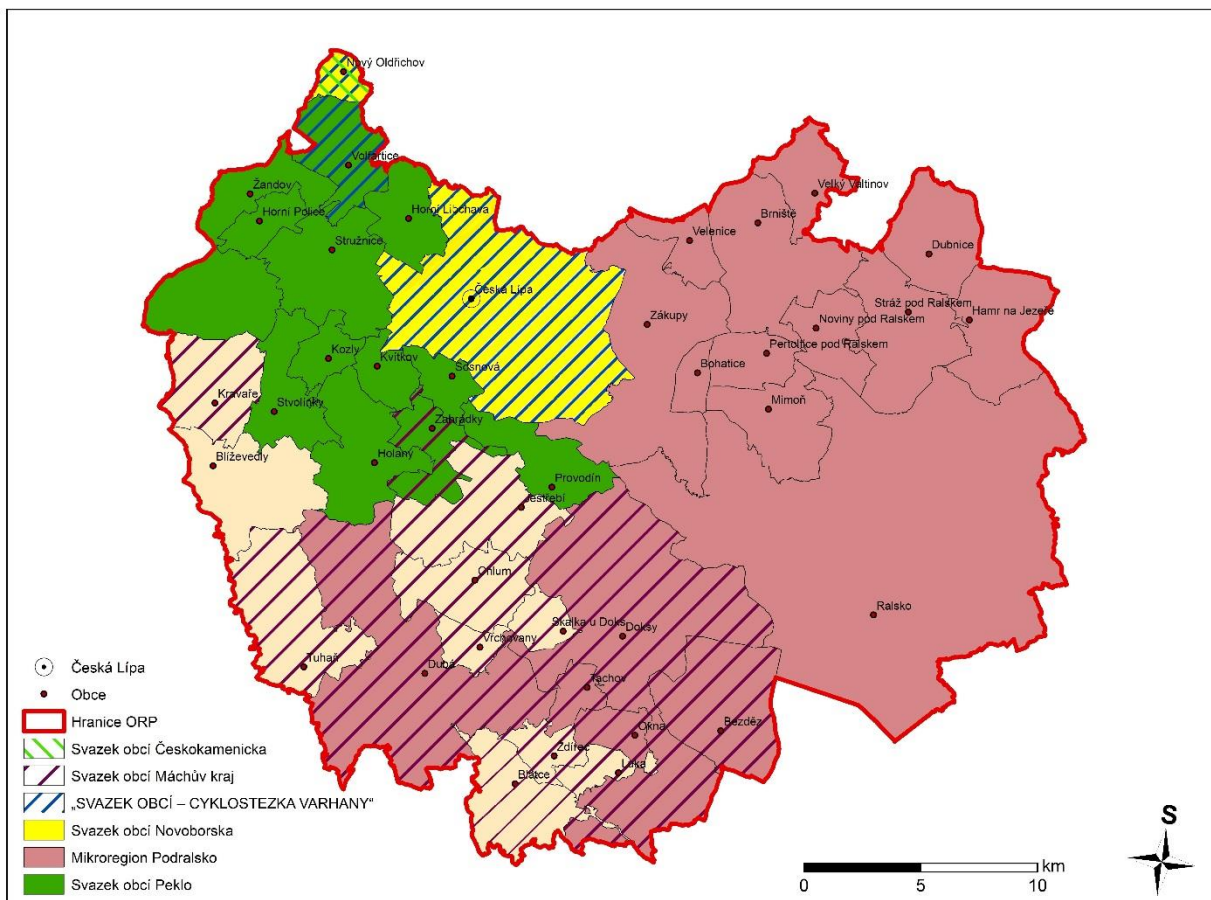 Nový Oldřichov
Volfartice
Žandov
Horní Police
Horní Libchava
Stružnice
Česká Lípa
Velký Valtinov
Brniště
Velenice
Dubnice
Stráž pod Ralskem
Hamr na Jezeře
Zákupy
Noviny pod Ralskem
Pertoltice pod Ralskem
Bohatice
Mimoň
Kozly
Kvítkov
Sosnová
Kravaře
Stvolínky
Zahrádky
Holany
Blíževedly
Provodín
Jestřebí
Chlum
Ralsko
Skalka u Doks
Doksy
Vrchovany
Tuhaň
Dubá
Tachov
Okna
Bezděz
Ždírec
Luka
Blatce
Česká Lípa
Obce
Hranice ORP
Svazek obcí Českokamenicka
Svazek obcí Máchův kraj
„SVAZEK OBCÍ – CYKLOSTEZKA VARHANY“
Svazek obcí Novoborska
Mikroregion Podralsko
Svazek obcí Peklo
S
km
0 5 10